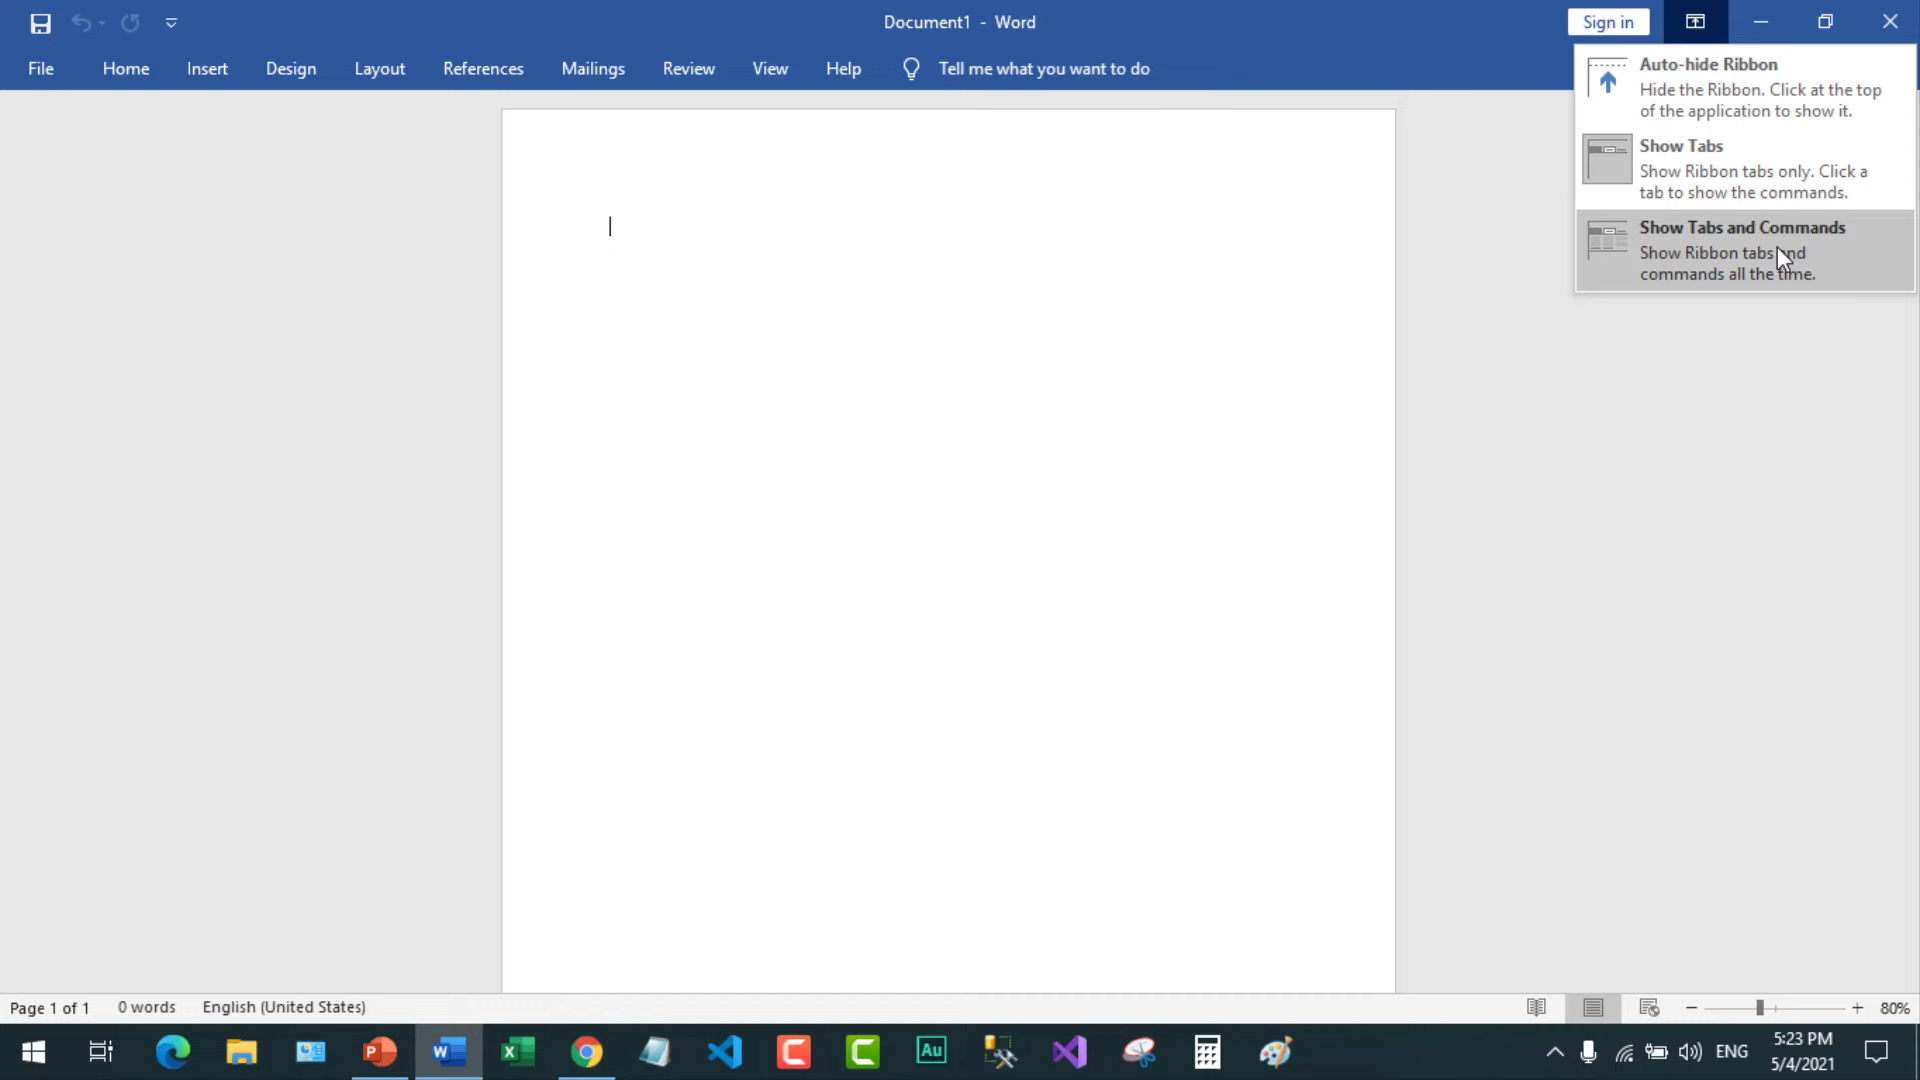 Document1 - Word
Sign in
File Home Insert Design Layout References Mailings Review View Help Tell me what you want to do
Auto-hide Ribbon
Hide the Ribbon. Click at the top
of the application to show it.
Show Tabs
Show Ribbon tabs only. Click a
tab to show the commands.
Show Tabs and Commands
Show Ribbon tabs and
commands all the time.
Page 1 of 1 0 words English (United States) 80%
P W X C C Au
ENG
5:23 PM
5/4/2021